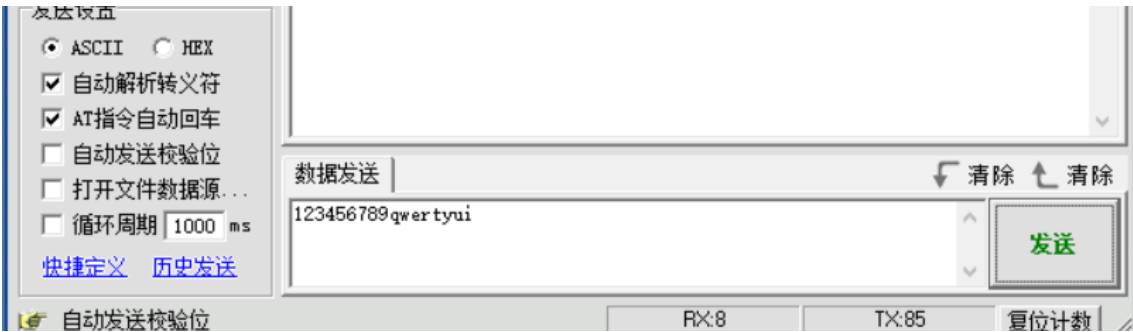 发送设置
ASCII HEX
自动解析转义符
AT指令自动回车
自动发送校验位
打开文件数据源...
循环周期 1000 ms
快捷定义 历史发送
数据发送 清除 清除
123456789qwertyui
发送
自动发送校验位 RX:8 TX:85 复位计数